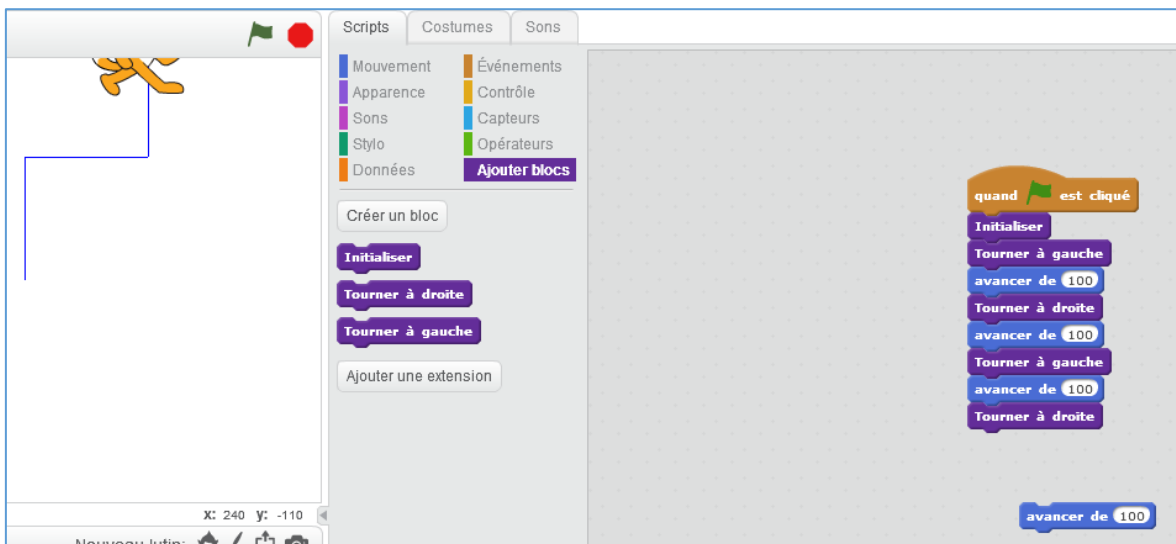 Scripts Costumes Sons
Mouvement Événements
Apparence Contrôle
Sons Capteurs
Stylo Opérateurs
Données Ajouter blocs
Créer un bloc
Initialiser
Tourner à droite
Tourner à gauche
Ajouter une extension
quand est cliqué
Initialiser
Tourner à gauche
avancer de 100
Tourner à droite
avancer de 100
Tourner à gauche
avancer de 100
Tourner à droite
avancer de 100
x: 240 y: -110
Nouveau lutin: